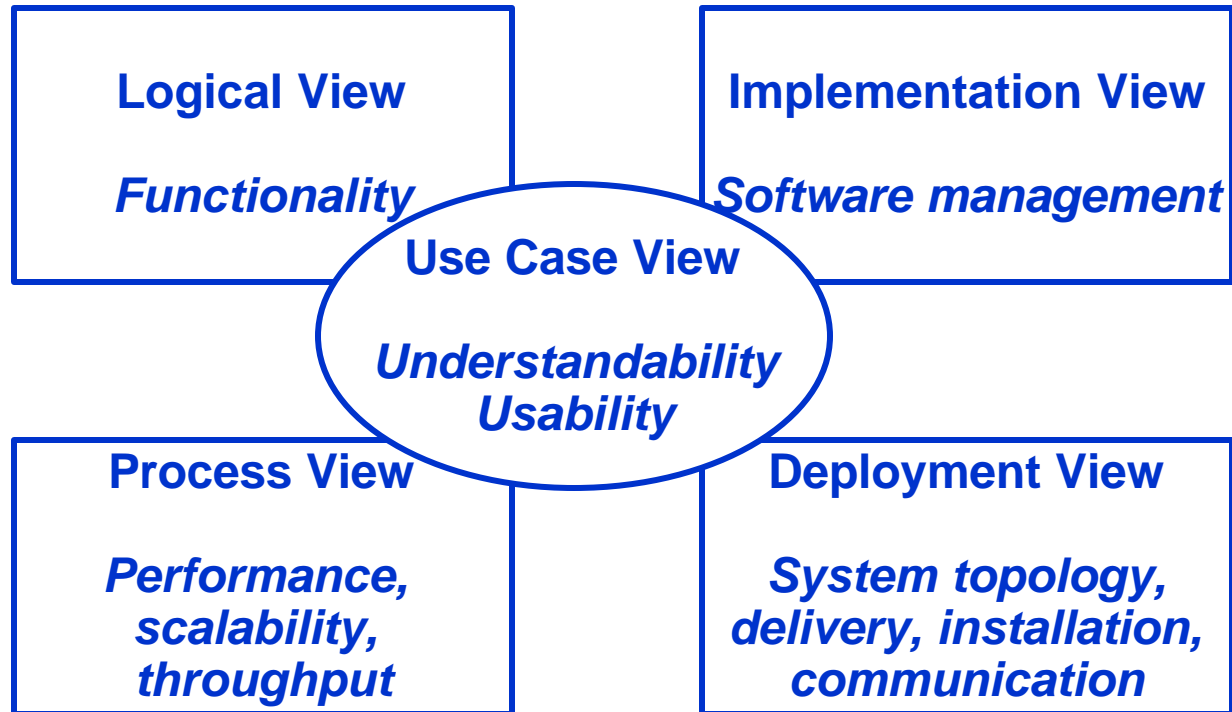 Logical View
Functionality
Implementation View
Software management
Use Case View
Understandability
Usability
Process View
Performance,
scalability,
throughput
Deployment View
System topology,
delivery, installation,
communication